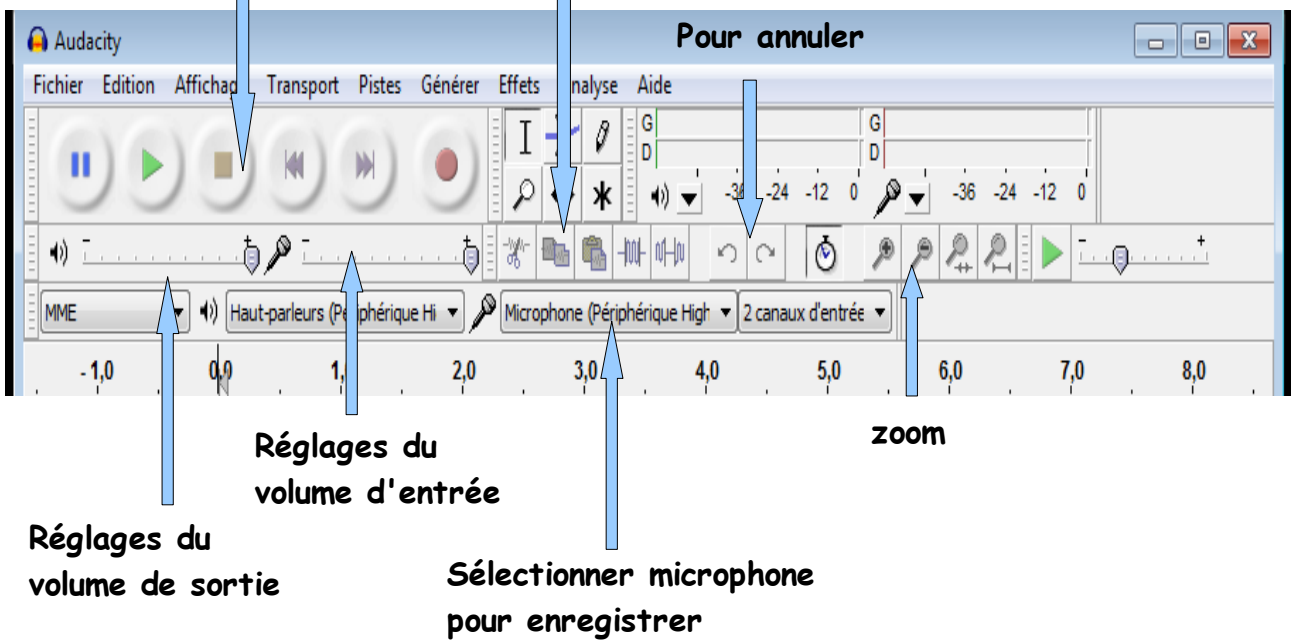 Audacity
Pour annuler
Fichier Edition Affichag Transport Pistes Générer Effets nalyse Aide
G
D
-36 -24 -12 0
G
D
-36 -24 -12 0
- + - +
- +
MME
Haut-parleurs (Périphérique Hi
Microphone (Périphérique High
2 canaux d'entrée
- 1,0 0,0 1, 2,0 3,0 4,0 5,0 6,0 7,0 8,0
zoom
Réglages du
volume d'entrée
Réglages du
volume de sortie
Sélectionner microphone
pour enregistrer